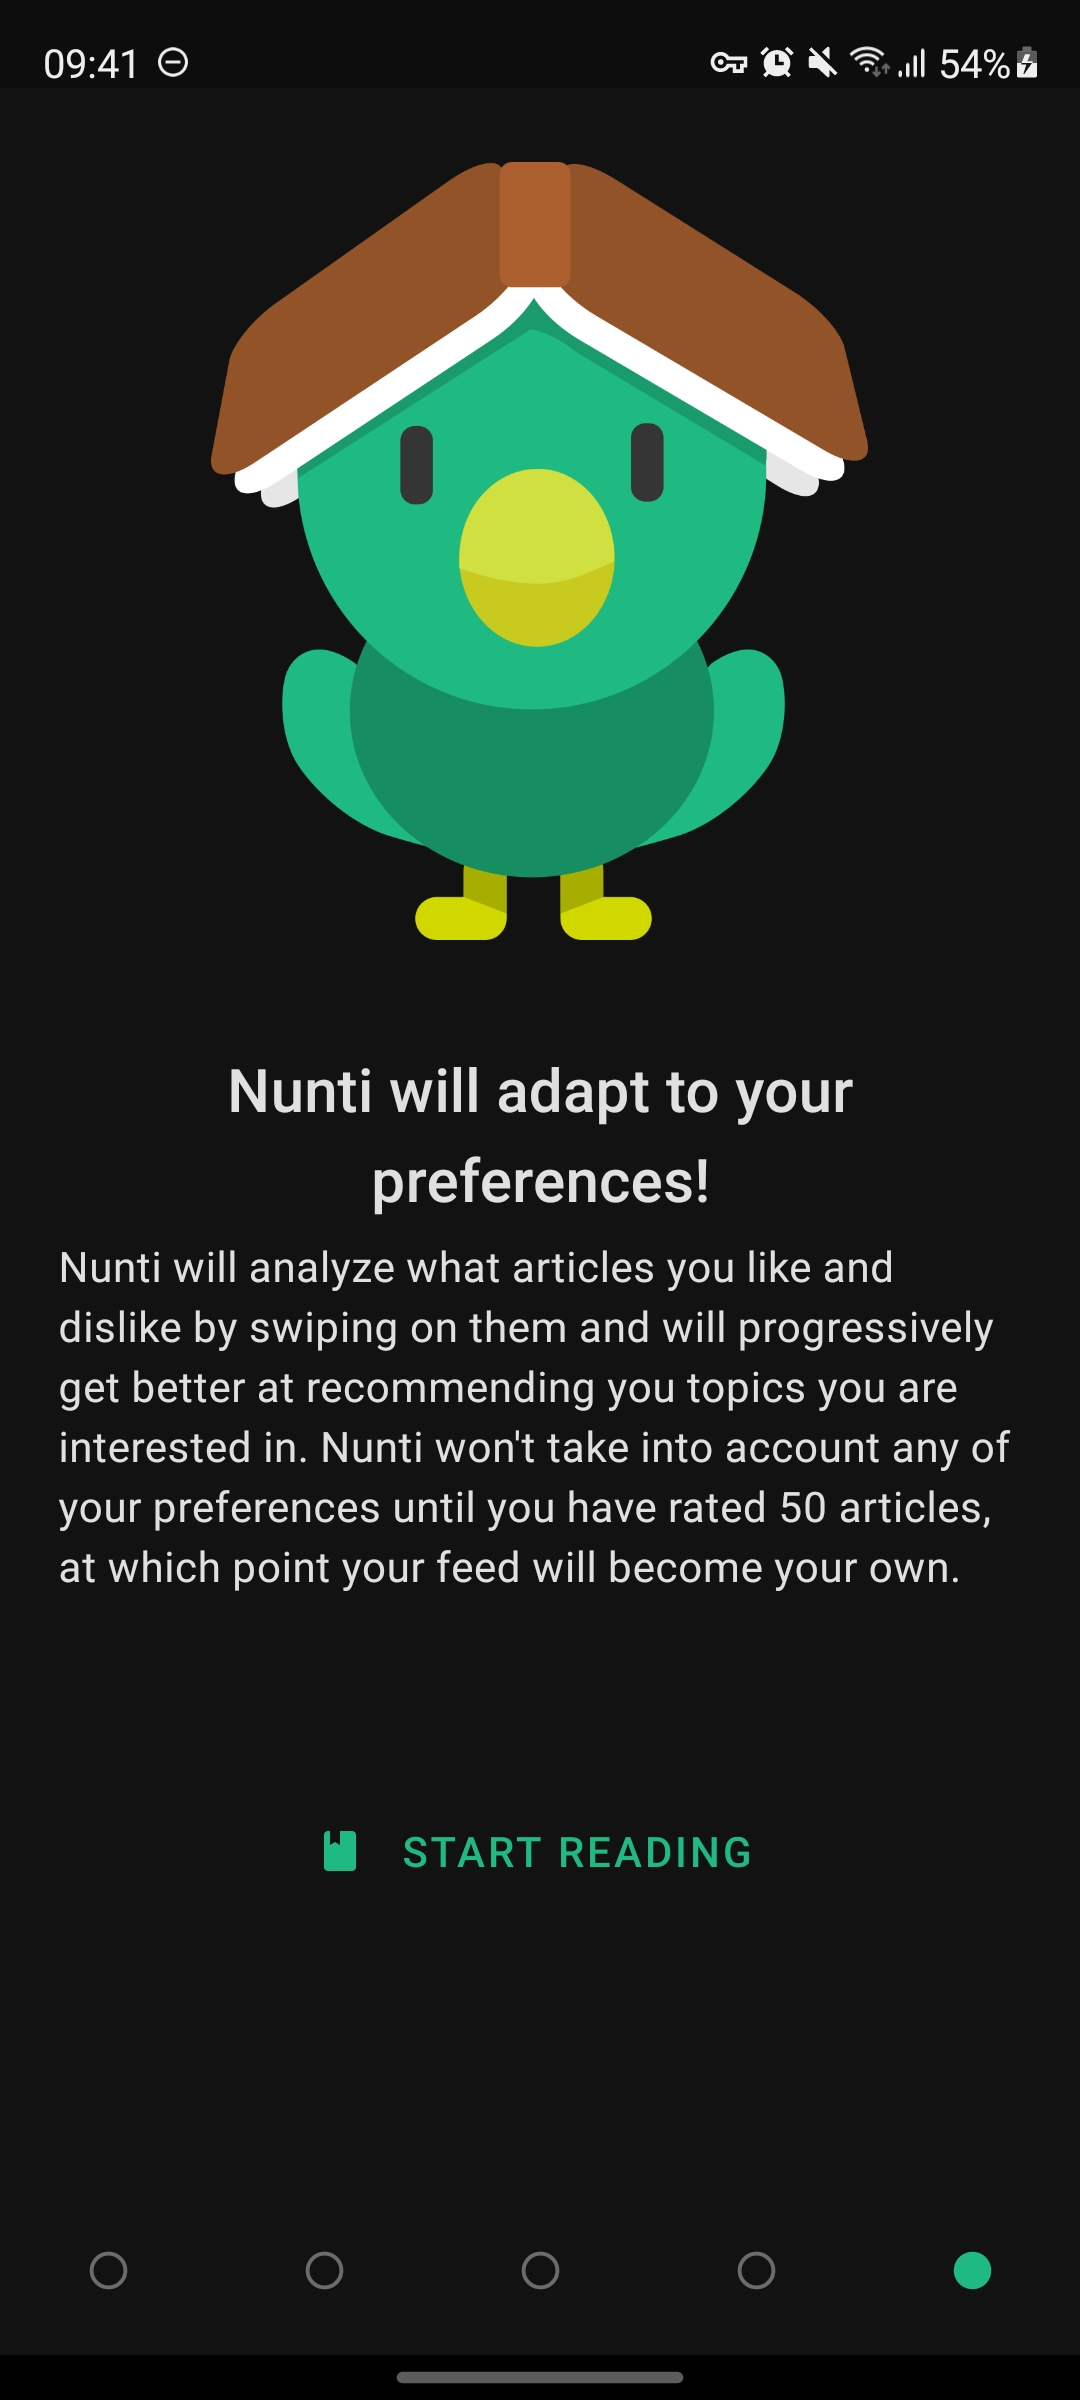 09:41
54%
Nunti will adapt to your
preferences!
Nunti will analyze what articles you like and
dislike by swiping on them and will progressively
get better at recommending you topics you are
interested in. Nunti won't take into account any of
your preferences until you have rated 50 articles,
at which point your feed will become your own.
START READING